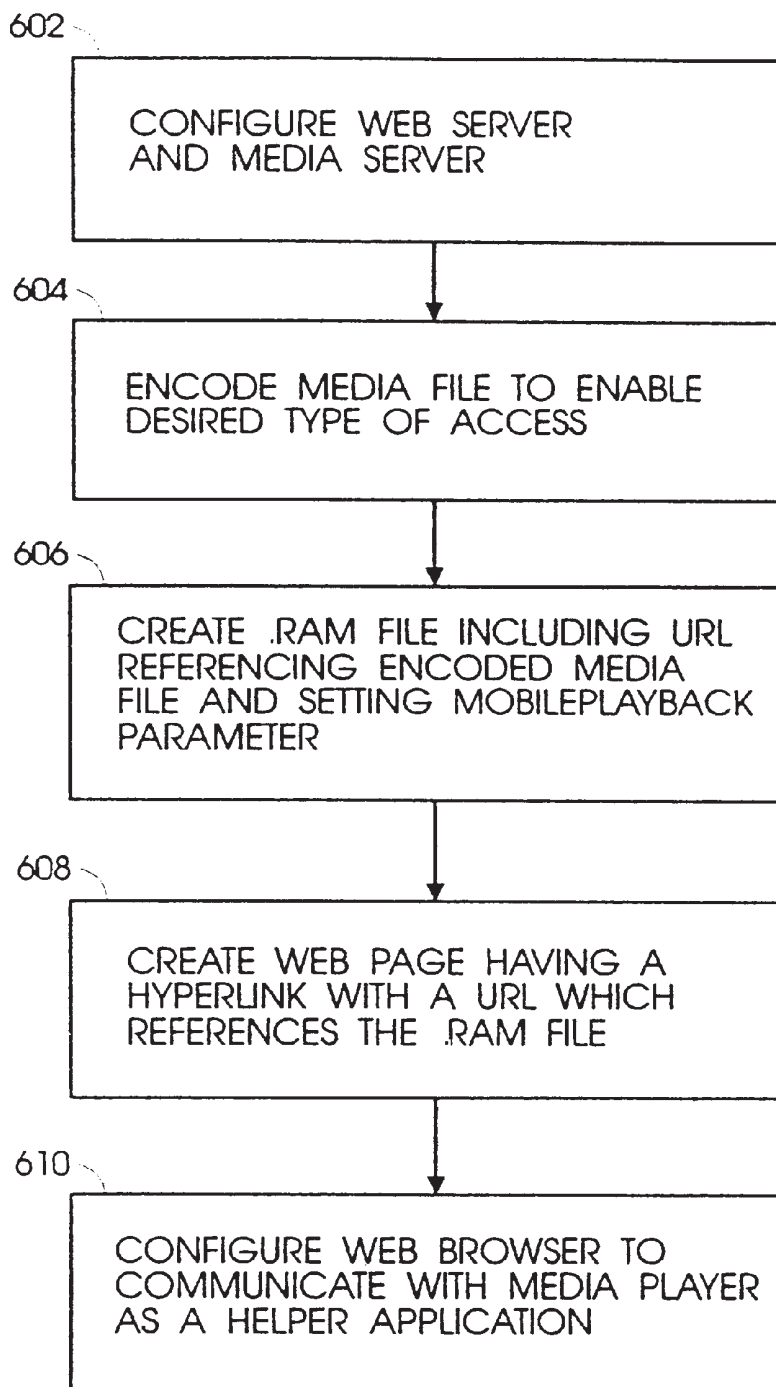 602
CONFIGURE WEB SERVER
AND MEDIA SERVER
604
ENCODE MEDIA FILE TO ENABLE
DESIRED TYPE OF ACCESS
606
CREATE .RAM FILE INCLUDING URL
REFERENCING ENCODED MEDIA
FILE AND SETTING MOBILEPLAYBACK
PARAMETER
608
CREATE WEB PAGE HAVING A
HYPERLINK WITH A URL WHICH
REFERENCES THE .RAM FILE
610
CONFIGURE WEB BROWSER TO
COMMUNICATE WITH MEDIA PLAYER
AS A HELPER APPLICATION